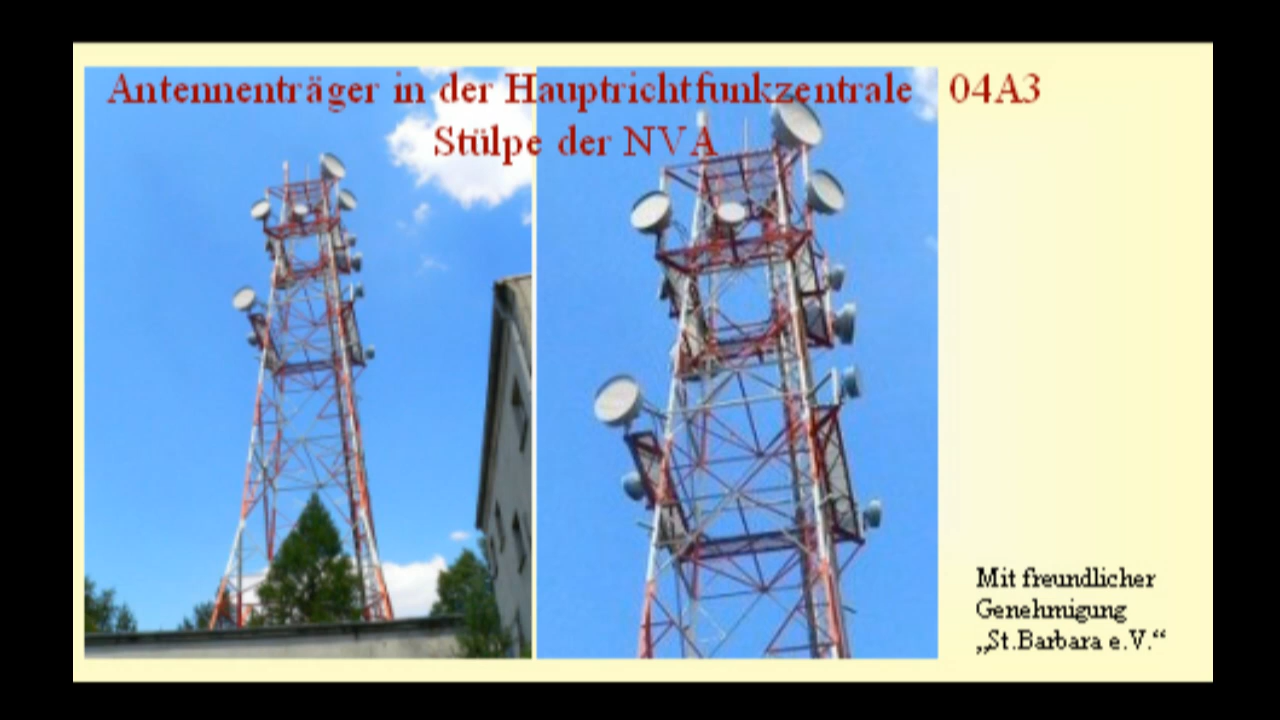 Antennenträger in der Hauptrichtfunkzentrale 04A3
Stülpe der NVA
Mit freundlicher
Genehmigung
„St.Barbara e.V.“